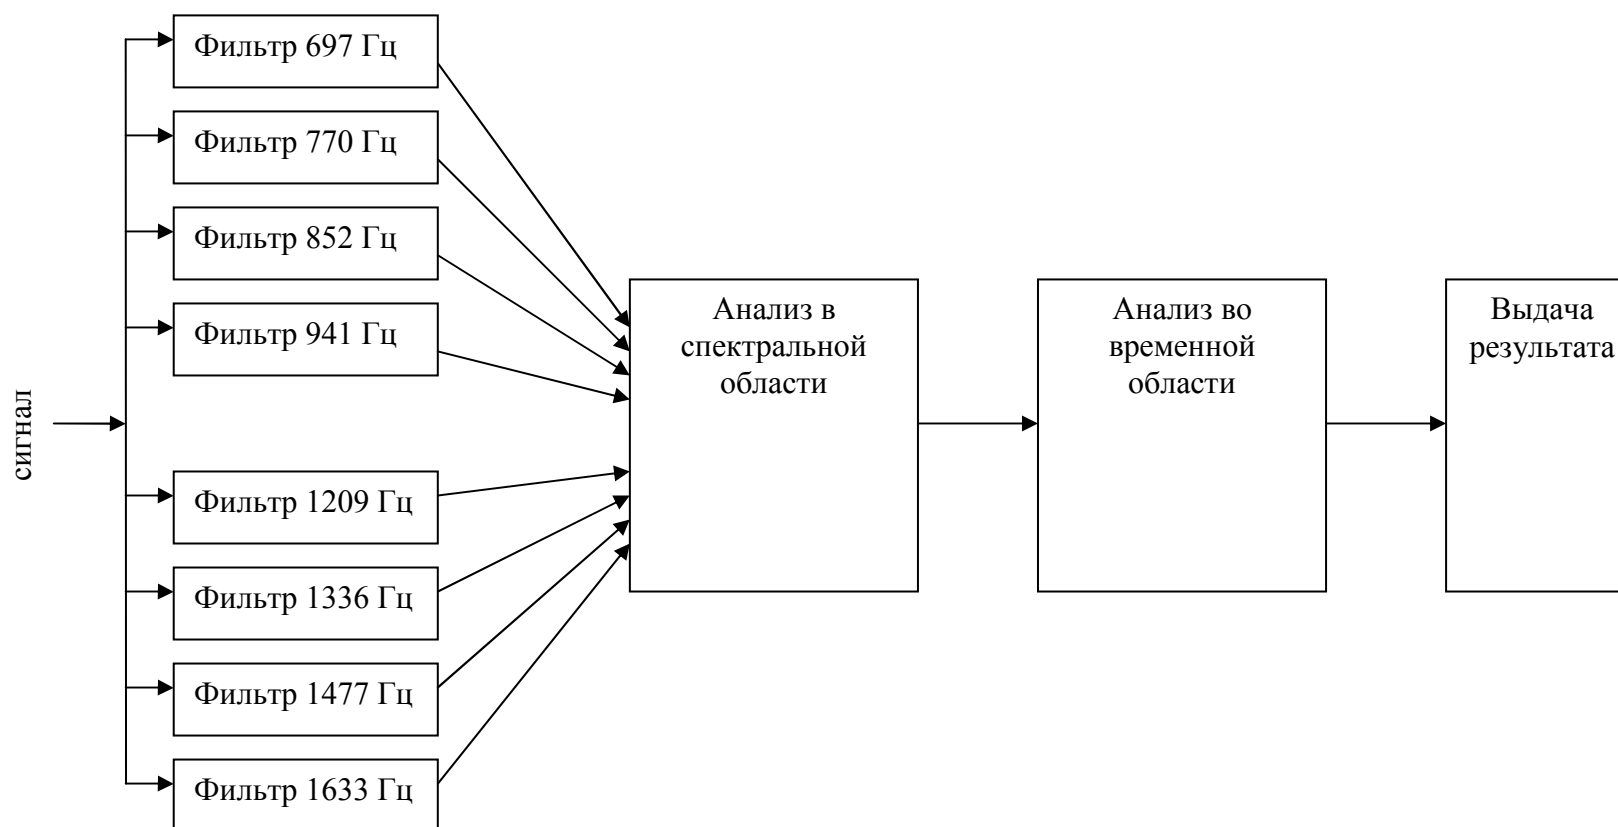 Фильтр 697 Гц
Фильтр 770 Гц
Фильтр 852 Гц
Фильтр 941 Гц
сигнал
Фильтр 1209 Гц
Фильтр 1336 Гц
Фильтр 1477 Гц
Фильтр 1633 Гц
Анализ в
спектральной
области
Анализ во
временной
области
Выдача
результата